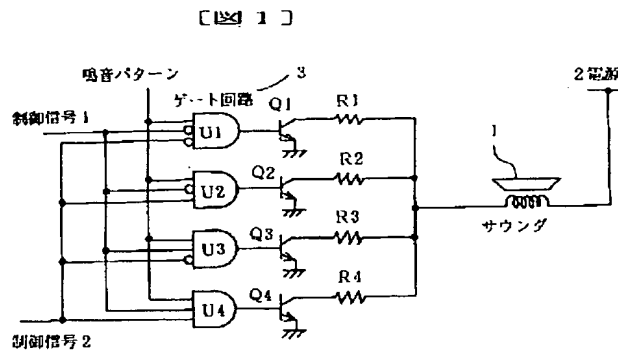 〔図 1〕
鳴音パターン
ゲート回路
3
2電源
制御信号1
Q1
R1
U1
1
Q2
R2
U2
サウンダ
Q3
R3
U3
Q4
R4
U4
制御信号2